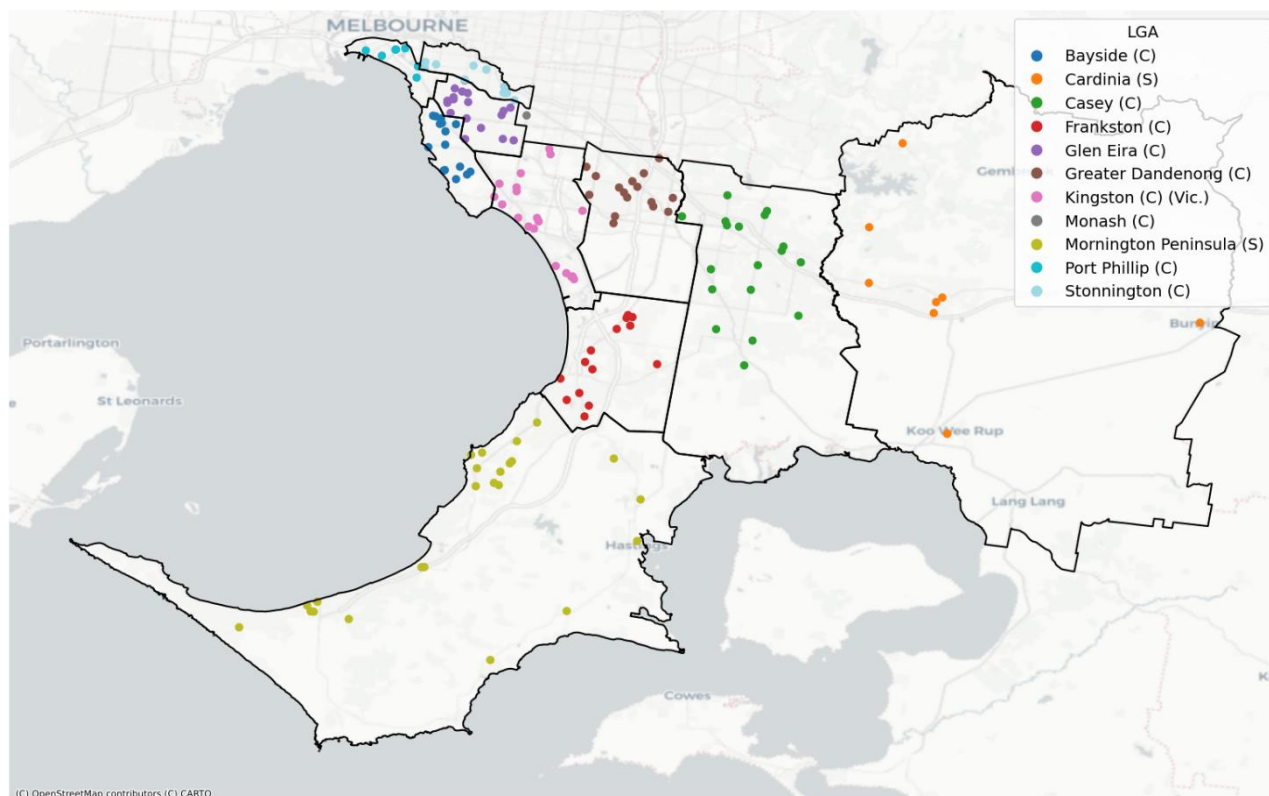 MELBOURNE
LGA
Bayside (C)
Cardinia (S)
Casey (C)
Frankston (C)
Glen Eira (C)
Greater Dandenong (C)
Kingston (C) (Vic.)
Monash (C)
Mornington Peninsula (S)
Port Phillip (C)
Stonnington (C)
Portarlington
St Leonards
Koo Wee Rup
Lang Lang
Hastings
Cowes
(C) OpenStreetMap contributors (C) CARTO